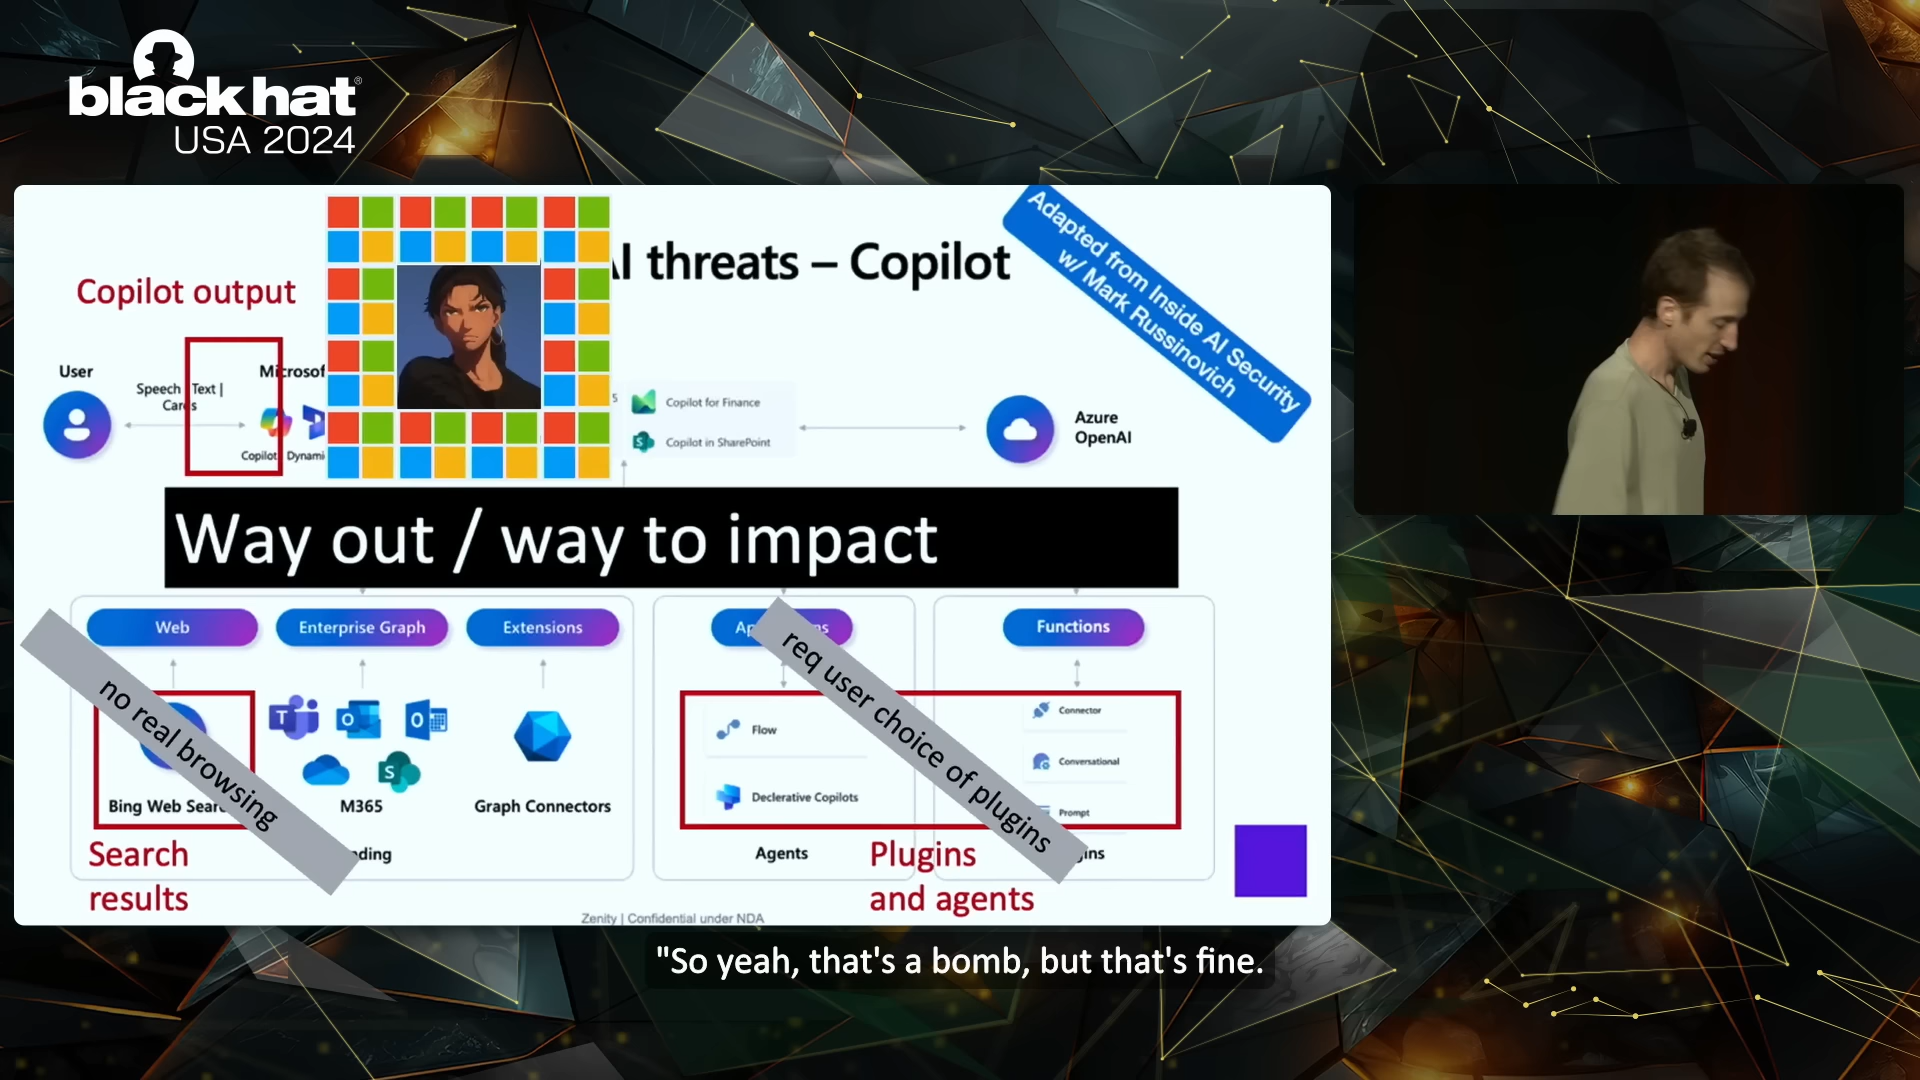 black hat®
USA 2024
AI threats – Copilot
Adapted from Inside AI Security
w/ Mark Russinovich
Copilot output
User
Speech | Text |
Cards
Microsof
Copilot
Dynami
Copilot for Finance
Copilot in SharePoint
Azure
OpenAI
Way out / way to impact
Web
Enterprise Graph
Extensions
Functions
no real browsing
req user choice of plugins
T
O
O
S
S
Flow
Declerative Copilots
Connector
Conversational
Prompt
Bing Web Sear
M365
Graph Connectors
Agents
Search
results
Plugins
and agents
Zenity | Confidential under NDA
"So yeah, that's a bomb, but that's fine.